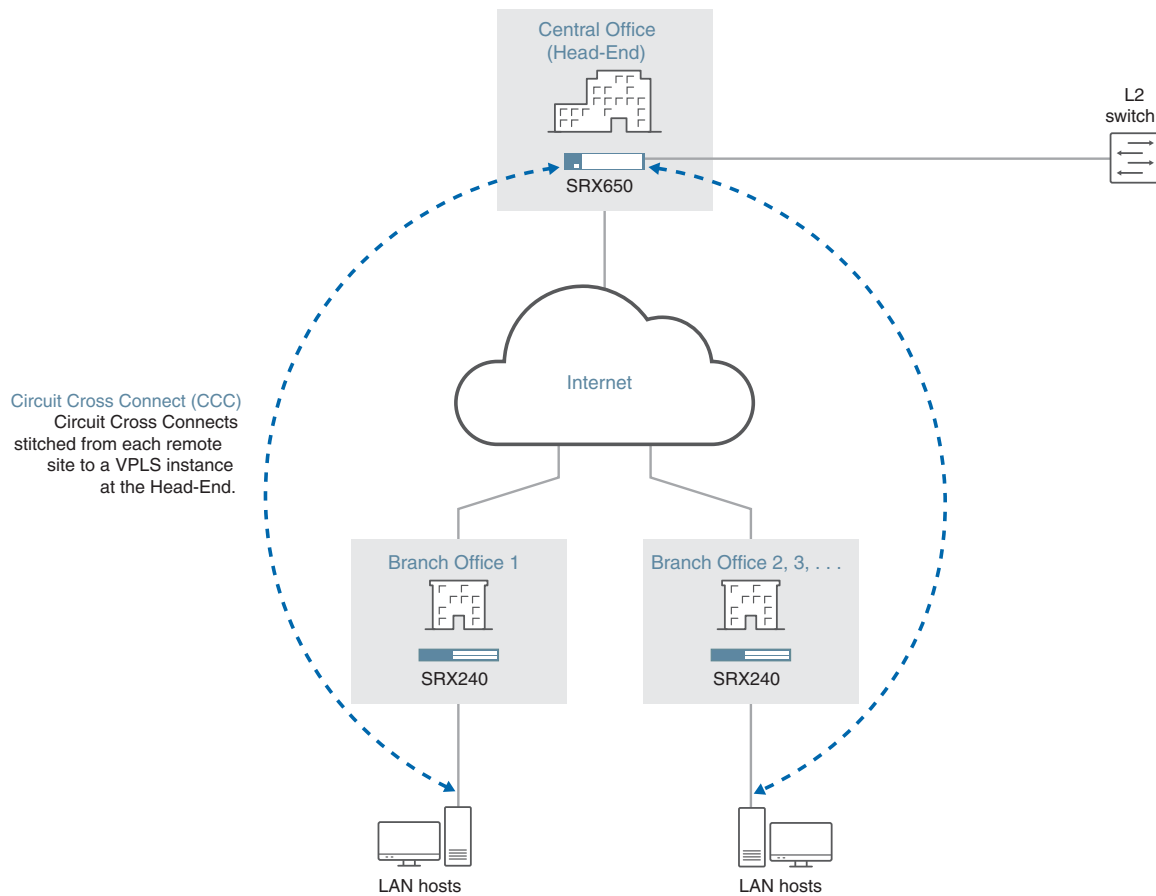 Central Office
(Head-End)
L2
switch
SRX650
Internet
Circuit Cross Connect (CCC)
Circuit Cross Connects
stitched from each remote
site to a VPLS instance
at the Head-End.
Branch Office 1
Branch Office 2, 3, . . .
SRX240
SRX240
LAN hosts
LAN hosts